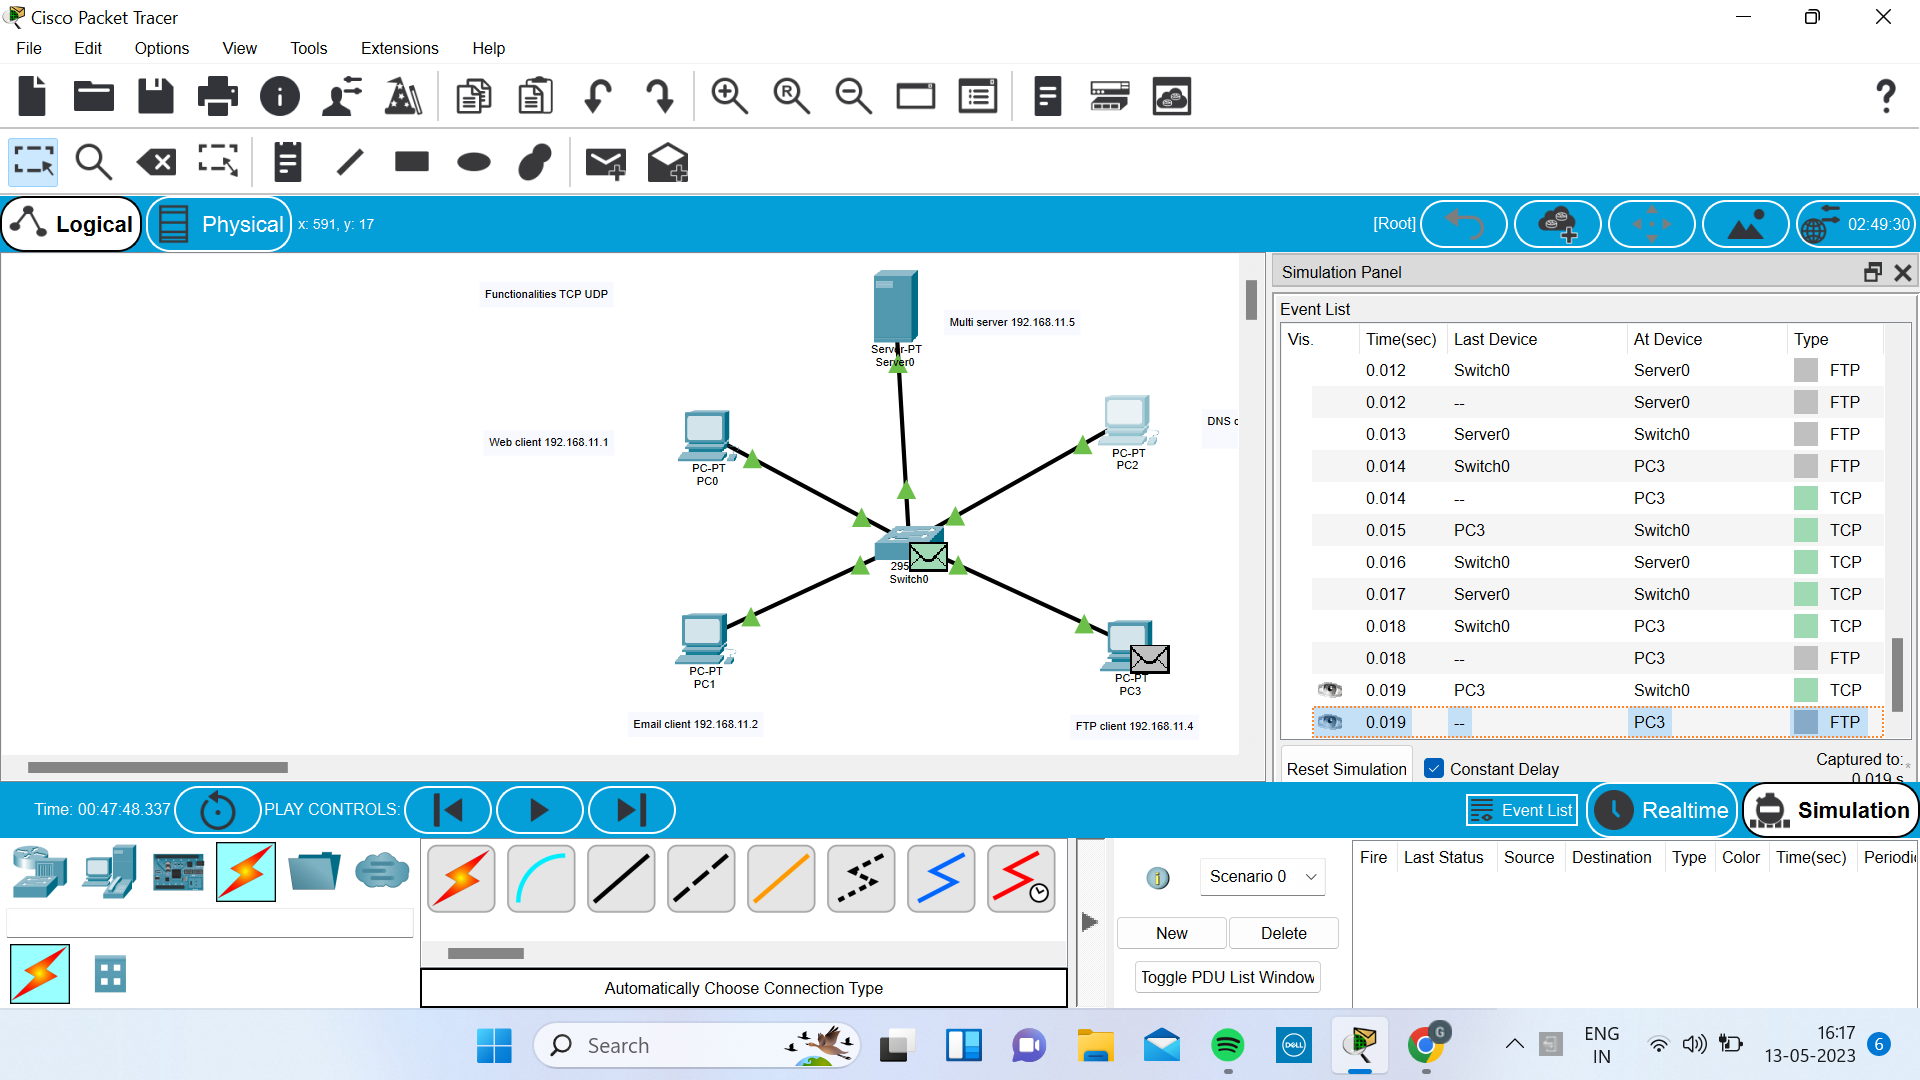 Cisco Packet Tracer
File Edit Options View Tools Extensions Help
R
?
Logical Physical x: 591, y: 17 [Root] 02:49:30
Functionalities TCP UDP
Multi server 192.168.11.5
Server-PT
Server0
Web client 192.168.11.1
PC-PT
PC0
DNS c
PC-PT
PC2
295
Switch0
PC-PT
PC1
PC-PT
PC3
Email client 192.168.11.2
FTP client 192.168.11.4
Simulation Panel
Event List
Vis. Time(sec) Last Device At Device Type
0.012 Switch0 Server0 FTP
0.012 -- Server0 FTP
0.013 Server0 Switch0 FTP
0.014 Switch0 PC3 FTP
0.014 -- PC3 TCP
0.015 PC3 Switch0 TCP
0.016 Switch0 Server0 TCP
0.017 Server0 Switch0 TCP
0.018 Switch0 PC3 TCP
0.018 -- PC3 FTP
0.019 PC3 Switch0 TCP
0.019 -- PC3 FTP
Reset Simulation Constant Delay Captured to:*
0.019 s
Time: 00:47:48.337 PLAY CONTROLS: Event List Realtime Simulation
Scenario 0
New Delete
Toggle PDU List Window
Fire Last Status Source Destination Type Color Time(sec) Periodic
Automatically Choose Connection Type
Search
DELL
G
ENG
IN
16:17
13-05-2023
6